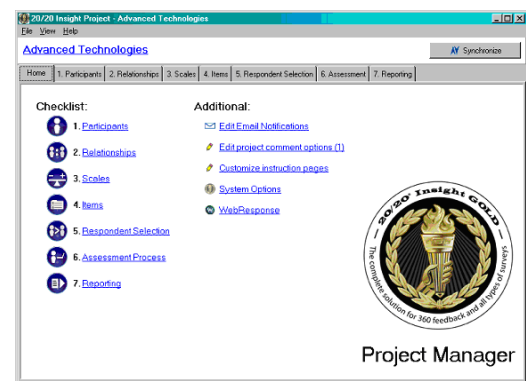 20/20 Insight Project - Advanced Technologies
File View Help
Advanced Technologies
Synchronize
Home 1. Participants 2. Relationships 3. Scales 4. Items 5. Respondent Selection 6. Assessment 7. Reporting
Checklist:
1. Participants
2. Relationships
3. Scales
4. Items
5. Respondent Selection
6. Assessment Process
7. Reporting
Additional:
Edit Email Notifications
Edit project comment options (1)
Customize instruction pages
System Options
WebResponse
20/20® Insight GOLD
The complete solution for 360 feedback and all types of surveys
Project Manager